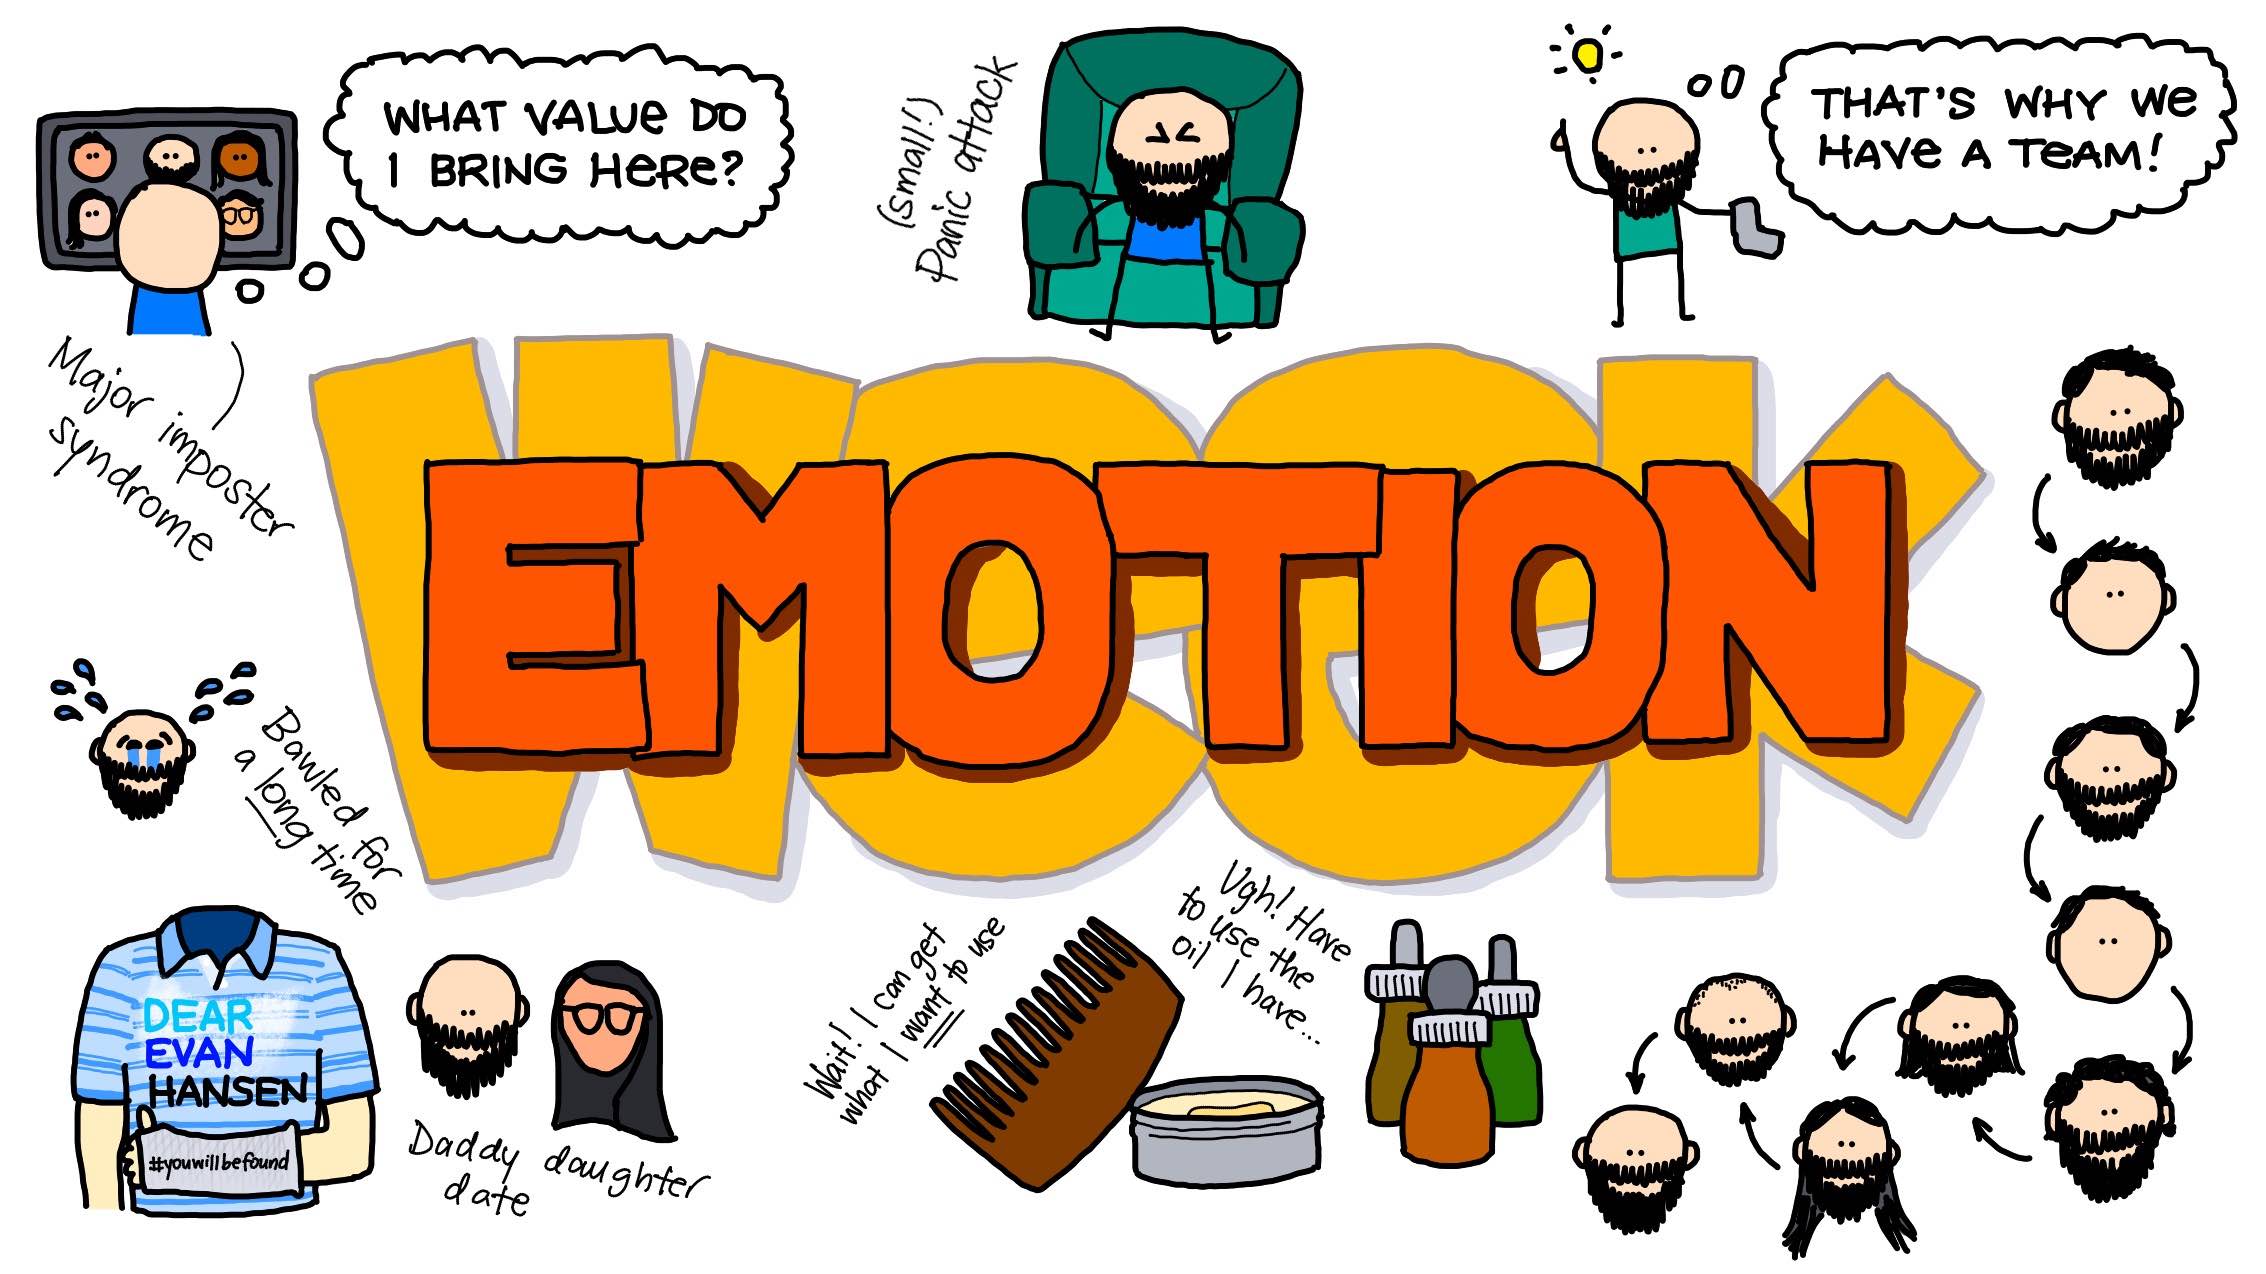 WHAT VALUE DO
I BRING HERE?
Major imposter
syndrome
(small!)
Panic attack
THAT'S WHY WE
HAVE A TEAM!
WOOK
EMOTION
Bawled for
a long time
DEAR
EVAN
HANSEN
#youwillbefound
Daddy daughter
date
Wait! I can get
what I want to use
Ugh! Have
to use the
oil I have...